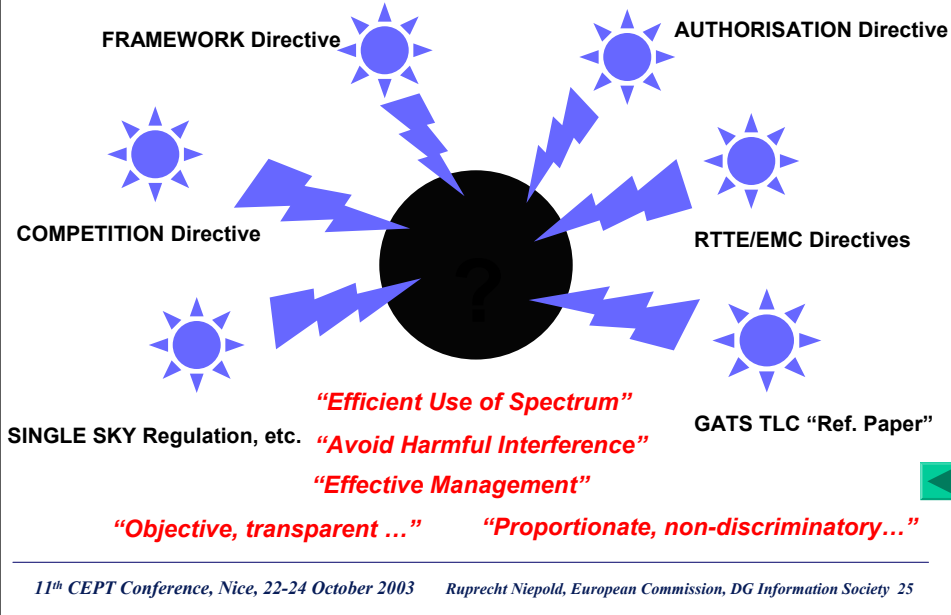 FRAMEWORK Directive
AUTHORISATION Directive
COMPETITION Directive
RTTE/EMC Directives
?
SINGLE SKY Regulation, etc.
GATS TLC “Ref. Paper”
“Efficient Use of Spectrum”
“Avoid Harmful Interference”
“Effective Management”
“Objective, transparent …”
“Proportionate, non-discriminatory…”
11th CEPT Conference, Nice, 22-24 October 2003 Ruprecht Niepold, European Commission, DG Information Society 25